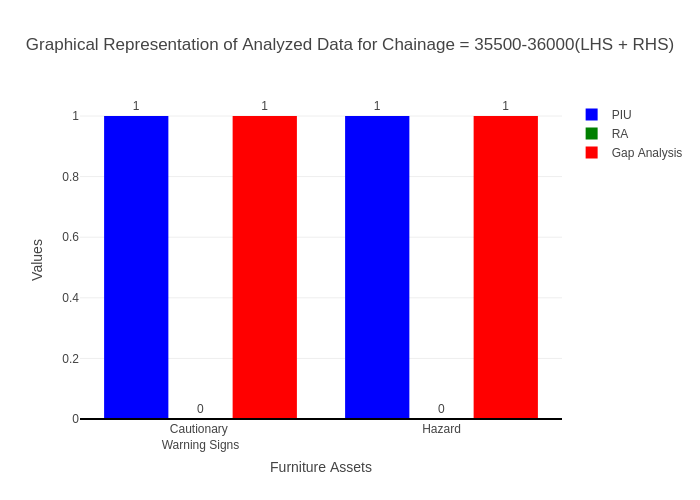 Graphical Representation of Analyzed Data for Chainage = 35500-36000(LHS + RHS)
1
1
1
1
0
0
PIU
RA
Gap Analysis
1
0.8
0.6
0.4
0.2
0
Values
Cautionary
Warning Signs
Hazard
Furniture Assets